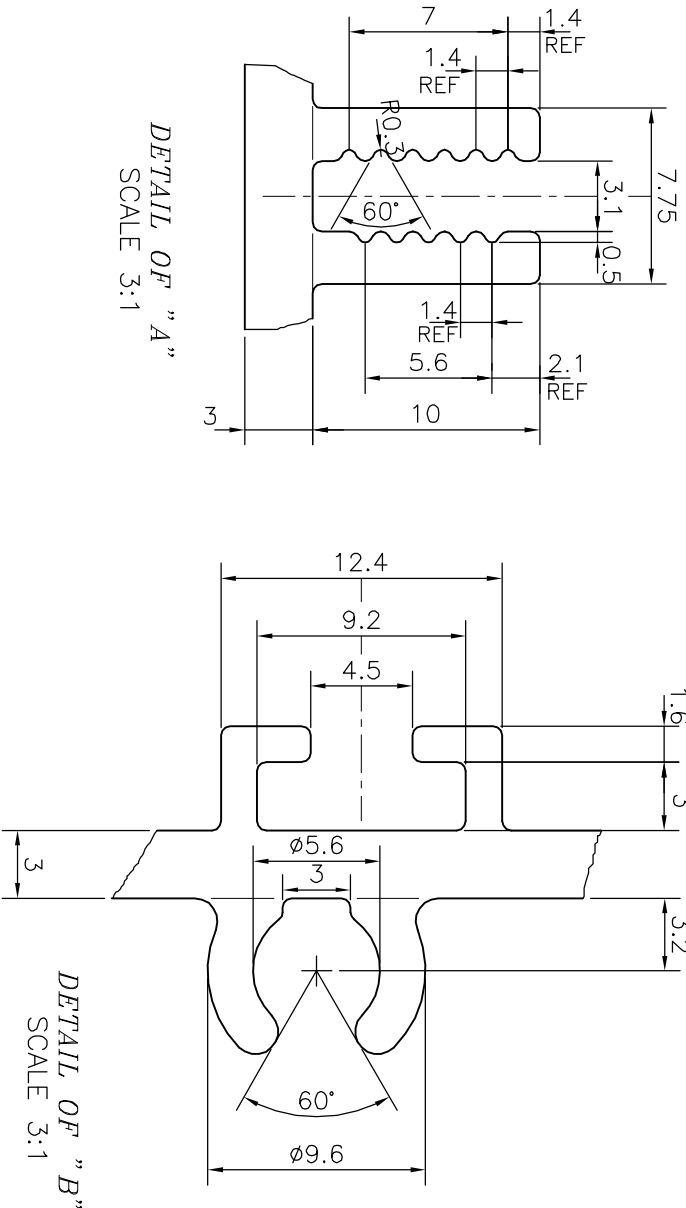 7
1.4
REF
1.4
REF
7.75
R0.3
60°
3.1
0.5
1.4
REF
5.6
2.1
REF
3
10
DETAIL OF "A"
SCALE 3:1
12.4
9.2
4.5
1.6
3
3
ø5.6
3
3.2
60°
ø9.6
DETAIL OF "B"
SCALE 3:1